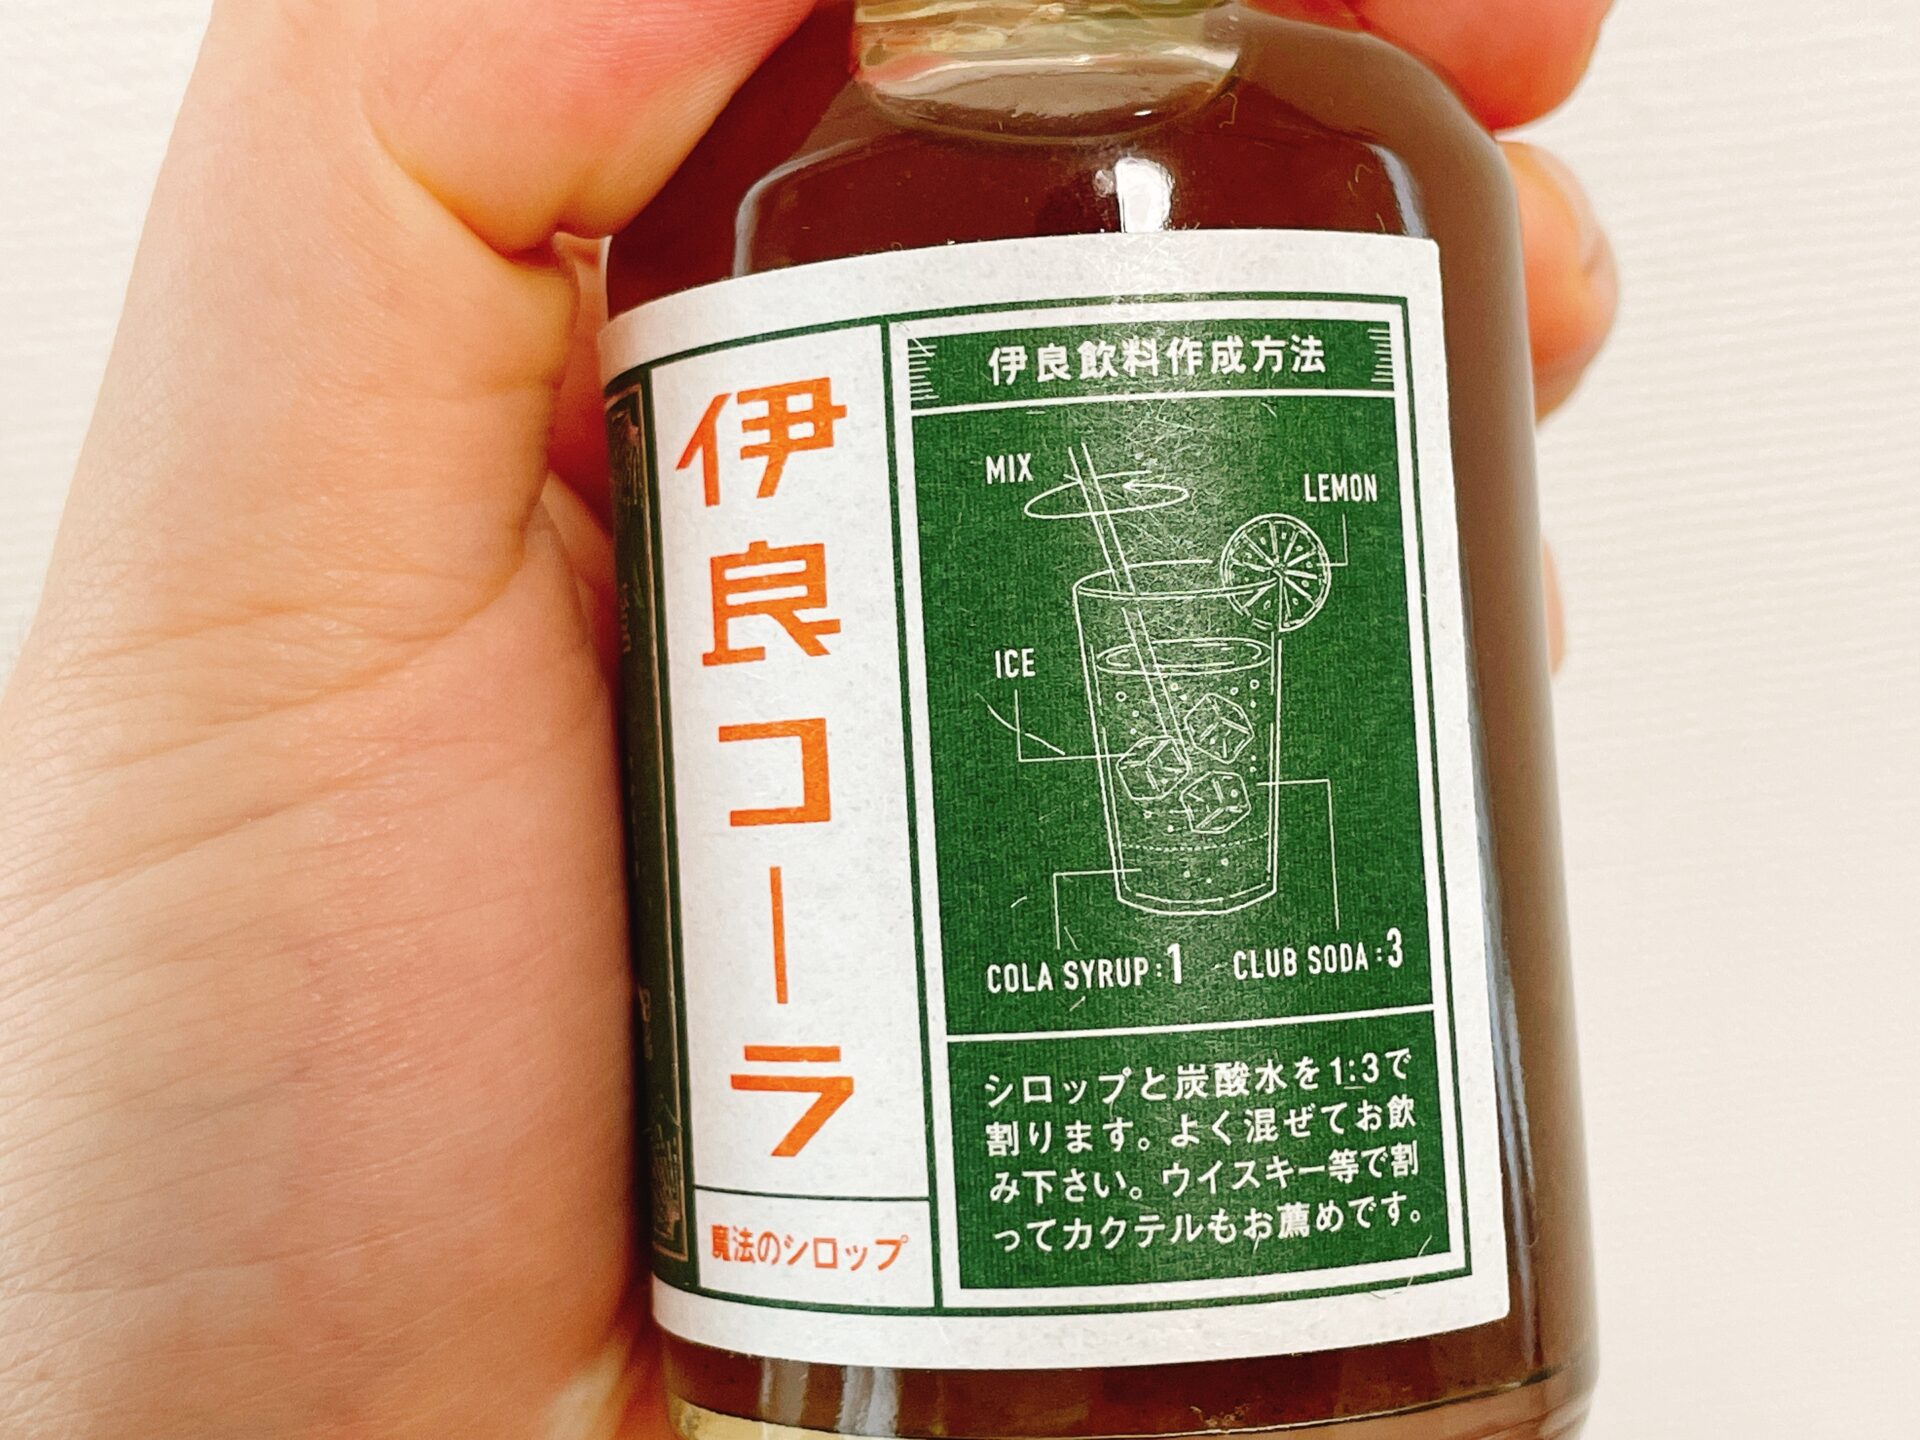 伊良コーラ
魔法のシロップ
伊良飲料作成方法
MIX
LEMON
ICE
COLA SYRUP:1
CLUB SODA:3
シロップと炭酸水を1:3で
割ります。よく混ぜてお飲
み下さい。ウイスキー等で割
ってカクテルもお薦めです。